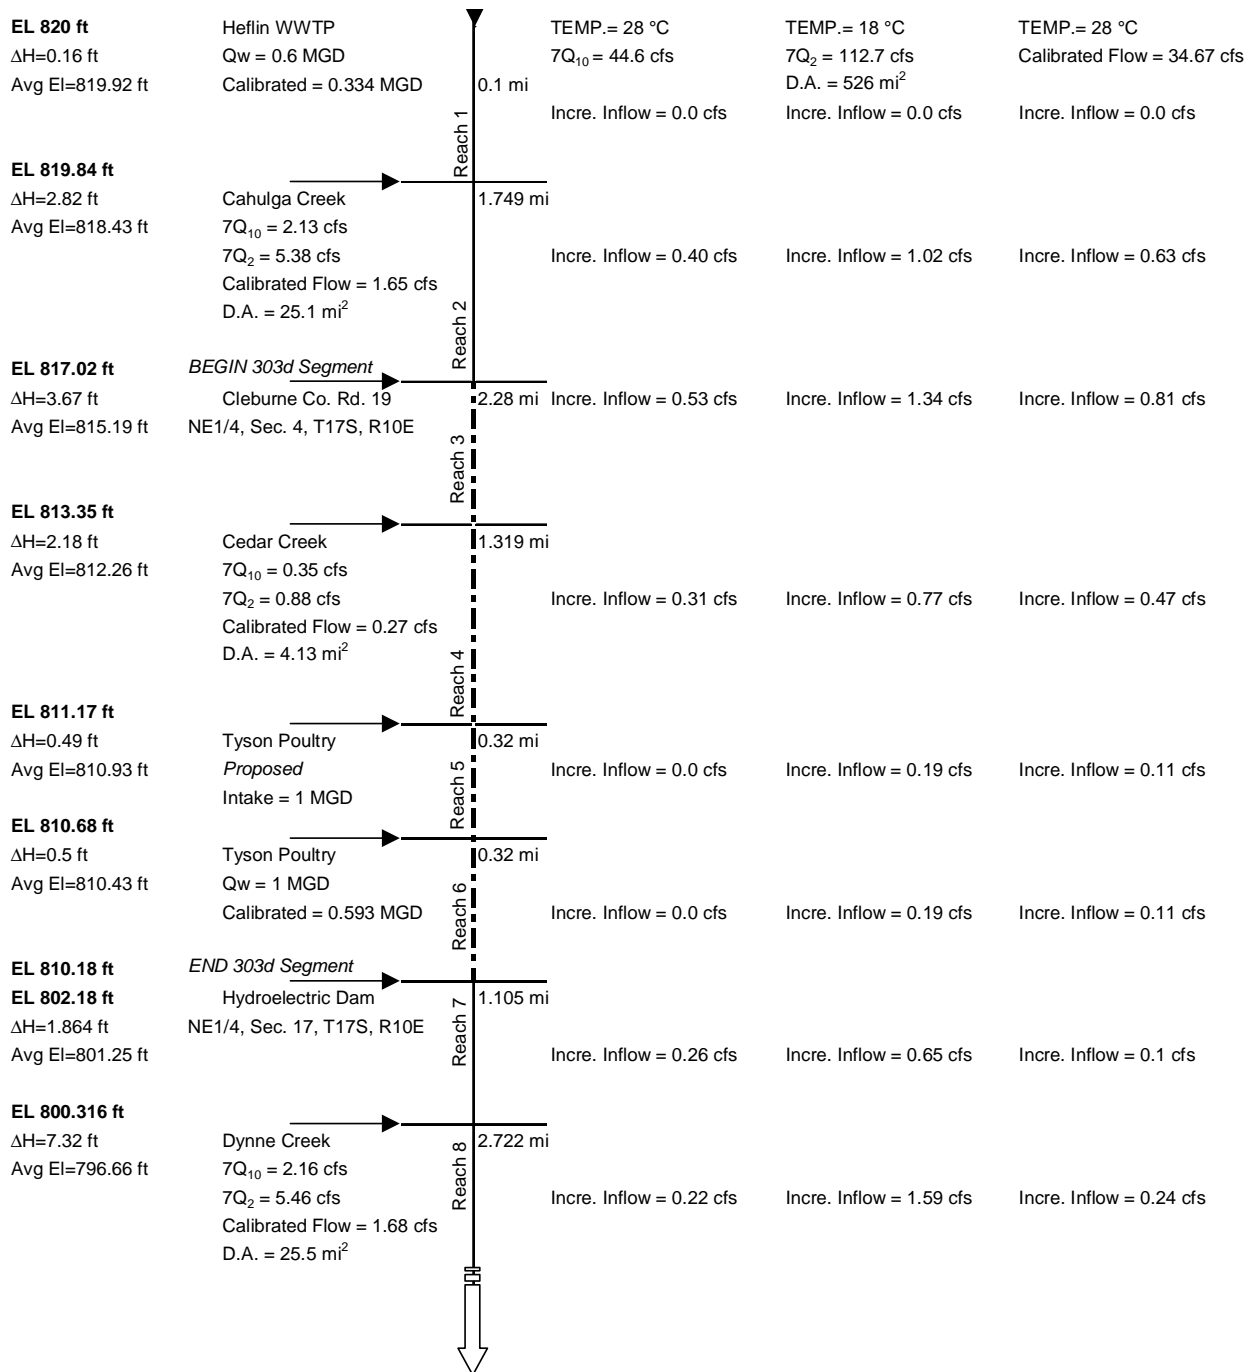 EL 820 ft Heflin WWTP TEMP.= 28 °C TEMP.= 18 °C TEMP.= 28 °C
∆H=0.16 ft Qw = 0.6 MGD 7Q10 = 44.6 cfs 7Q2 = 112.7 cfs Calibrated Flow = 34.67 cfs
Avg El=819.92 ft Calibrated = 0.334 MGD 0.1 mi D.A. = 526 mi2
Reach 1 Incre. Inflow = 0.0 cfs Incre. Inflow = 0.0 cfs Incre. Inflow = 0.0 cfs
EL 819.84 ft
∆H=2.82 ft Cahulga Creek 1.749 mi
Avg El=818.43 ft 7Q10 = 2.13 cfs
7Q2 = 5.38 cfs Incre. Inflow = 0.40 cfs Incre. Inflow = 1.02 cfs Incre. Inflow = 0.63 cfs
Calibrated Flow = 1.65 cfs
D.A. = 25.1 mi2
Reach 2
EL 817.02 ft BEGIN 303d Segment
∆H=3.67 ft Cleburne Co. Rd. 19 2.28 mi Incre. Inflow = 0.53 cfs Incre. Inflow = 1.34 cfs Incre. Inflow = 0.81 cfs
Avg El=815.19 ft NE1/4, Sec. 4, T17S, R10E
Reach 3
EL 813.35 ft
∆H=2.18 ft Cedar Creek 1.319 mi
Avg El=812.26 ft 7Q10 = 0.35 cfs
7Q2 = 0.88 cfs Incre. Inflow = 0.31 cfs Incre. Inflow = 0.77 cfs Incre. Inflow = 0.47 cfs
Calibrated Flow = 0.27 cfs
D.A. = 4.13 mi2
Reach 4
EL 811.17 ft
∆H=0.49 ft Tyson Poultry 0.32 mi
Avg El=810.93 ft Proposed Incre. Inflow = 0.0 cfs Incre. Inflow = 0.19 cfs Incre. Inflow = 0.11 cfs
Intake = 1 MGD
Reach 5
EL 810.68 ft
∆H=0.5 ft Tyson Poultry 0.32 mi
Avg El=810.43 ft Qw = 1 MGD
Calibrated = 0.593 MGD Incre. Inflow = 0.0 cfs Incre. Inflow = 0.19 cfs Incre. Inflow = 0.11 cfs
Reach 6
EL 810.18 ft END 303d Segment
EL 802.18 ft Hydroelectric Dam 1.105 mi
∆H=1.864 ft NE1/4, Sec. 17, T17S, R10E
Reach 7
Avg El=801.25 ft Incre. Inflow = 0.26 cfs Incre. Inflow = 0.65 cfs Incre. Inflow = 0.1 cfs
EL 800.316 ft
∆H=7.32 ft Dynne Creek 2.722 mi
Avg El=796.66 ft 7Q10 = 2.16 cfs
Reach 8
7Q2 = 5.46 cfs Incre. Inflow = 0.22 cfs Incre. Inflow = 1.59 cfs Incre. Inflow = 0.24 cfs
Calibrated Flow = 1.68 cfs
D.A. = 25.5 mi2